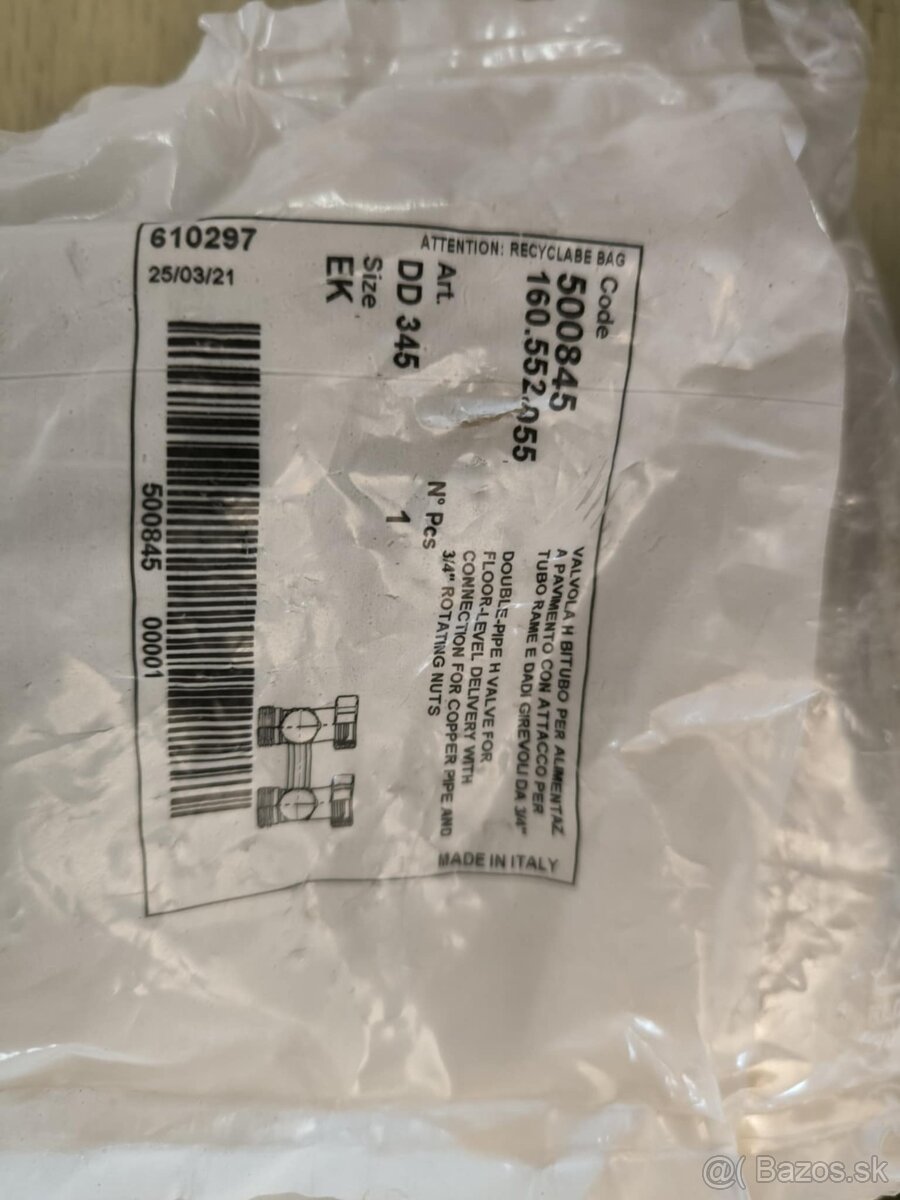 610297
25/03/21
ATTENTION: RECYCLABE BAG
Code
500845
160.552.055
Art.
DD 345
Size
EK
N° Pcs
1
VALVOLA H BITUBO PER ALIMENTAZ
A PAVIMENTO CON ATTACCO PER
TUBO RAME E DADI GIREVOLI DA 3/4"
DOUBLE-PIPE H VALVE FOR
FLOOR-LEVEL DELIVERY WITH
CONNECTION FOR COPPER PIPE AND
3/4" ROTATING NUTS
MADE IN ITALY
500845 00001
@( Bazos.sk